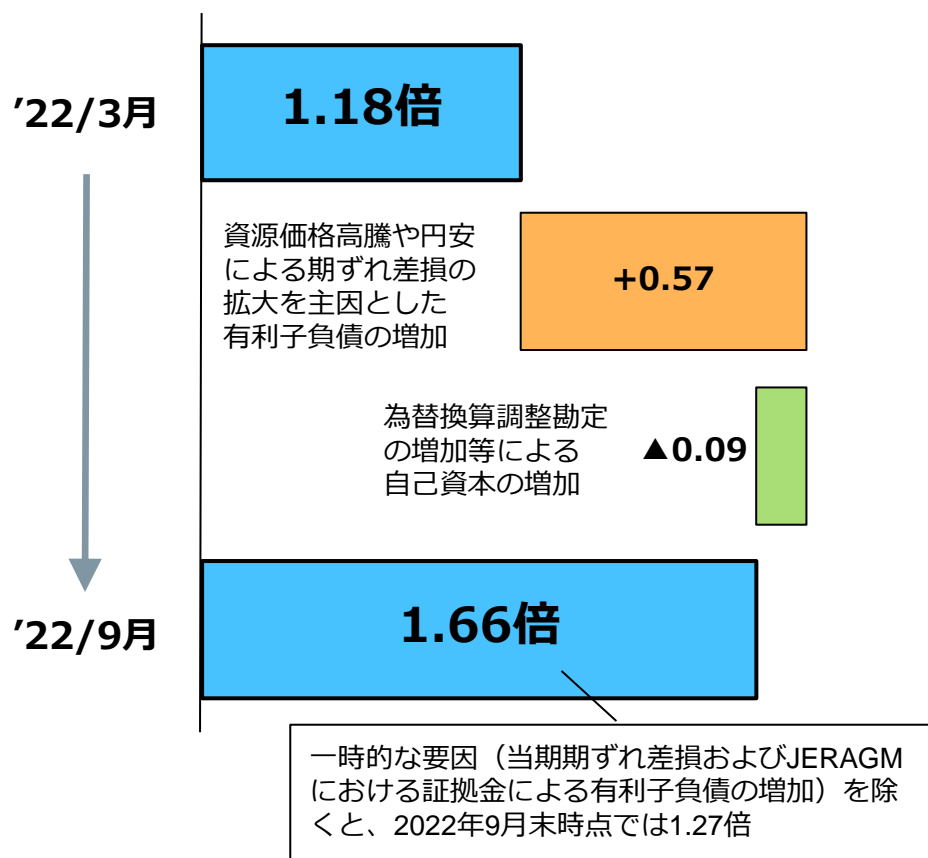 ’22/3月
1.18倍
資源価格高騰や円安
による期ずれ差損の
拡大を主因とした
有利子負債の増加
+0.57
為替換算調整勘定
の増加等による
自己資本の増加
▲0.09
’22/9月
1.66倍
一時的な要因（当期期ずれ差損およびJERAGM
における証拠金による有利子負債の増加）を除
くと、2022年9月末時点では1.27倍